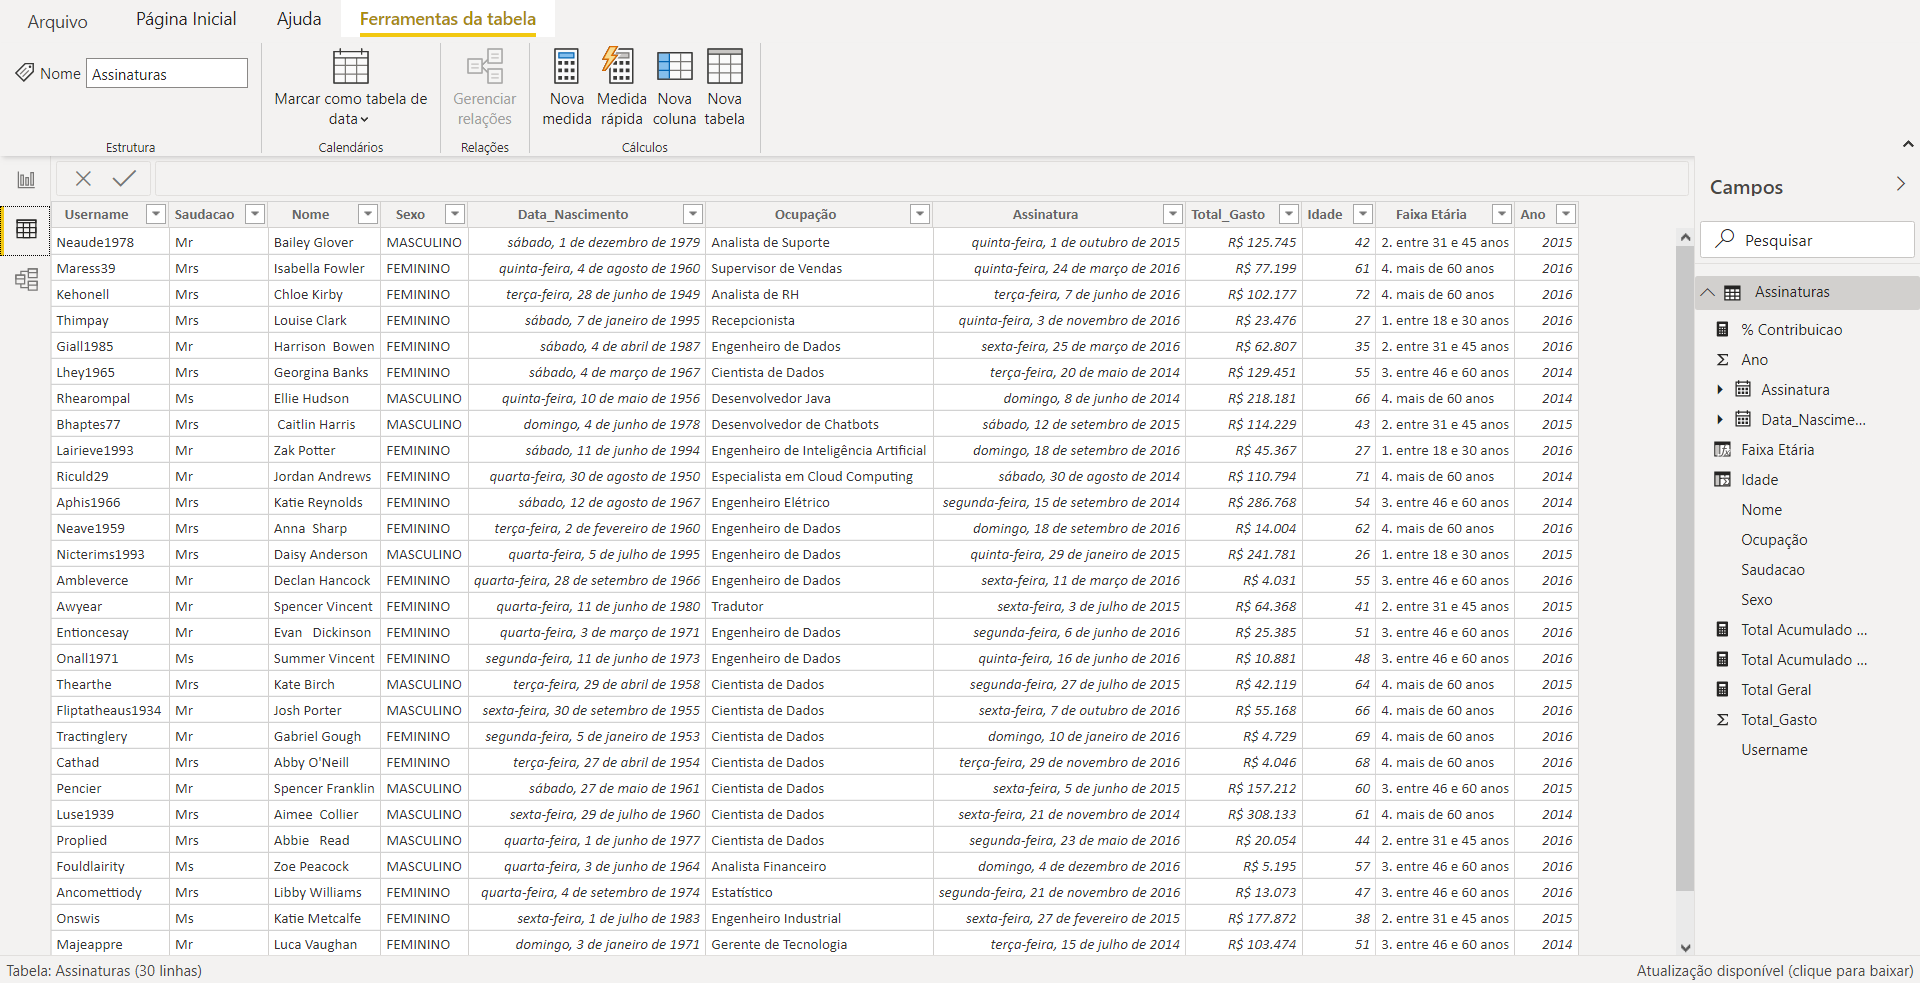 Arquivo Página Inicial Ajuda Ferramentas da tabela
Nome Assinaturas
Marcar como tabela de data
Gerenciar relações
Nova medida
Medida rápida
Nova coluna
Nova tabela
Estrutura Calendários Relações Cálculos
Username Saudacao Nome Sexo Data_Nascimento Ocupação Assinatura Total_Gasto Idade Faixa Etária Ano
Neaude1978 Mr Bailey Glover MASCULINO sábado, 1 de dezembro de 1979 Analista de Suporte quinta-feira, 1 de outubro de 2015 R$ 125.745 42 2. entre 31 e 45 anos 2015
Maress39 Mrs Isabella Fowler FEMININO quinta-feira, 4 de agosto de 1960 Supervisor de Vendas quinta-feira, 24 de março de 2016 R$ 77.199 61 4. mais de 60 anos 2016
Kehonell Mrs Chloe Kirby FEMININO terça-feira, 28 de junho de 1949 Analista de RH terça-feira, 7 de junho de 2016 R$ 102.177 72 4. mais de 60 anos 2016
Thimpay Mrs Louise Clark FEMININO sábado, 7 de janeiro de 1995 Recepcionista quinta-feira, 3 de novembro de 2016 R$ 23.476 27 1. entre 18 e 30 anos 2016
Giall1985 Mr Harrison Bowen FEMININO sábado, 4 de abril de 1987 Engenheiro de Dados sexta-feira, 25 de março de 2016 R$ 62.807 35 2. entre 31 e 45 anos 2016
Lhey1965 Mrs Georgina Banks FEMININO sábado, 4 de março de 1967 Cientista de Dados terça-feira, 20 de maio de 2014 R$ 129.451 55 3. entre 46 e 60 anos 2014
Rhearompal Ms Ellie Hudson MASCULINO quinta-feira, 10 de maio de 1956 Desenvolvedor Java domingo, 8 de junho de 2014 R$ 218.181 66 4. mais de 60 anos 2014
Bhaptes77 Mrs Caitlin Harris MASCULINO domingo, 4 de junho de 1978 Desenvolvedor de Chatbots sábado, 12 de setembro de 2015 R$ 114.229 43 2. entre 31 e 45 anos 2015
Lairieve1993 Mr Zak Potter FEMININO sábado, 11 de junho de 1994 Engenheiro de Inteligência Artificial domingo, 18 de setembro de 2016 R$ 45.367 27 1. entre 18 e 30 anos 2016
Riculd29 Mr Jordan Andrews FEMININO quarta-feira, 30 de agosto de 1950 Especialista em Cloud Computing sábado, 30 de agosto de 2014 R$ 110.794 71 4. mais de 60 anos 2014
Aphis1966 Mrs Katie Reynolds FEMININO sábado, 12 de agosto de 1967 Engenheiro Elétrico segunda-feira, 15 de setembro de 2014 R$ 286.768 54 3. entre 46 e 60 anos 2014
Neave1959 Mrs Anna Sharp FEMININO terça-feira, 2 de fevereiro de 1960 Engenheiro de Dados domingo, 18 de setembro de 2016 R$ 14.004 62 4. mais de 60 anos 2016
Nicterims1993 Mrs Daisy Anderson MASCULINO quarta-feira, 5 de julho de 1995 Engenheiro de Dados quinta-feira, 29 de janeiro de 2015 R$ 241.781 26 1. entre 18 e 30 anos 2015
Ambleverce Mr Declan Hancock FEMININO quarta-feira, 28 de setembro de 1966 Engenheiro de Dados sexta-feira, 11 de março de 2016 R$ 4.031 55 3. entre 46 e 60 anos 2016
Awyear Mr Spencer Vincent FEMININO quarta-feira, 11 de junho de 1980 Tradutor sexta-feira, 3 de julho de 2015 R$ 64.368 41 2. entre 31 e 45 anos 2015
Entioncesay Mr Evan Dickinson FEMININO quarta-feira, 3 de março de 1971 Engenheiro de Dados segunda-feira, 6 de junho de 2016 R$ 25.385 51 3. entre 46 e 60 anos 2016
Onall1971 Ms Summer Vincent FEMININO segunda-feira, 11 de junho de 1973 Engenheiro de Dados quinta-feira, 16 de junho de 2016 R$ 10.881 48 3. entre 46 e 60 anos 2016
Thearthe Mrs Kate Birch MASCULINO terça-feira, 29 de abril de 1958 Cientista de Dados segunda-feira, 27 de julho de 2015 R$ 42.119 64 4. mais de 60 anos 2015
Fliptatheaus1934 Mr Josh Porter MASCULINO sexta-feira, 30 de setembro de 1955 Cientista de Dados sexta-feira, 7 de outubro de 2016 R$ 55.168 66 4. mais de 60 anos 2016
Tractinglery Mr Gabriel Gough FEMININO segunda-feira, 5 de janeiro de 1953 Cientista de Dados domingo, 10 de janeiro de 2016 R$ 4.729 69 4. mais de 60 anos 2016
Cathad Mrs Abby O'Neill FEMININO terça-feira, 27 de abril de 1954 Cientista de Dados terça-feira, 29 de novembro de 2016 R$ 4.046 68 4. mais de 60 anos 2016
Pencier Mr Spencer Franklin MASCULINO sábado, 27 de maio de 1961 Cientista de Dados sexta-feira, 5 de junho de 2015 R$ 157.212 60 3. entre 46 e 60 anos 2015
Luse1939 Mrs Aimee Collier MASCULINO sexta-feira, 29 de julho de 1960 Cientista de Dados sexta-feira, 21 de novembro de 2014 R$ 308.133 61 4. mais de 60 anos 2014
Proplied Mrs Abbie Read MASCULINO quarta-feira, 1 de junho de 1977 Cientista de Dados segunda-feira, 23 de maio de 2016 R$ 20.054 44 2. entre 31 e 45 anos 2016
Fouldlairity Ms Zoe Peacock MASCULINO quarta-feira, 3 de junho de 1964 Analista Financeiro domingo, 4 de dezembro de 2016 R$ 5.195 57 3. entre 46 e 60 anos 2016
Ancomettiody Mrs Libby Williams FEMININO quarta-feira, 4 de setembro de 1974 Estatístico segunda-feira, 21 de novembro de 2016 R$ 13.073 47 3. entre 46 e 60 anos 2016
Onswis Ms Katie Metcalfe FEMININO sexta-feira, 1 de julho de 1983 Engenheiro Industrial sexta-feira, 27 de fevereiro de 2015 R$ 177.872 38 2. entre 31 e 45 anos 2015
Majeappre Mr Luca Vaughan FEMININO domingo, 3 de janeiro de 1971 Gerente de Tecnologia terça-feira, 15 de julho de 2014 R$ 103.474 51 3. entre 46 e 60 anos 2014
Campos
Pesquisar
Assinaturas
% Contribuicao
Ano
Assinatura
Data_Nascime...
Faixa Etária
Idade
Nome
Ocupação
Saudacao
Sexo
Total Acumulado ...
Total Acumulado ...
Total Geral
Total_Gasto
Username
Tabela: Assinaturas (30 linhas)
Atualização disponível (clique para baixar)